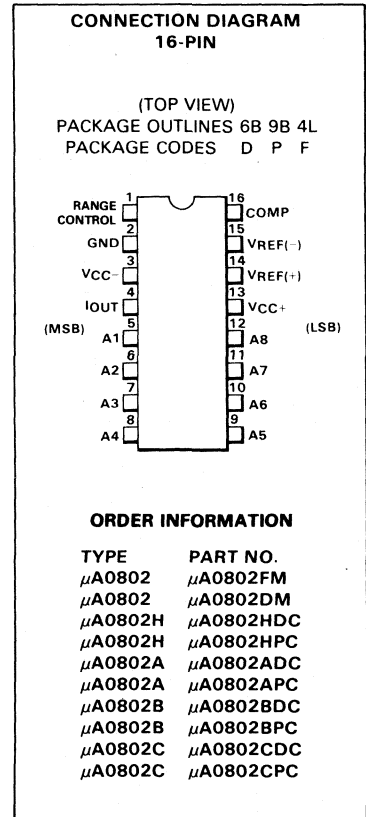 CONNECTION DIAGRAM
16-PIN
(TOP VIEW)
PACKAGE OUTLINES 6B 9B 4L
PACKAGE CODES D P F
RANGE CONTROL 1 16 COMP
GND 2 15 VREF(-)
VCC- 3 14 VREF(+)
IOUT 4 13 VCC+
(MSB) A1 5 12 A8 (LSB)
A2 6 11 A7
A3 7 10 A6
A4 8 9 A5
ORDER INFORMATION
TYPE PART NO.
μA0802 μA0802FM
μA0802 μA0802DM
μA0802H μA0802HDC
μA0802H μA0802HPC
μA0802A μA0802ADC
μA0802A μA0802APC
μA0802B μA0802BDC
μA0802B μA0802BPC
μA0802C μA0802CDC
μA0802C μA0802CPC